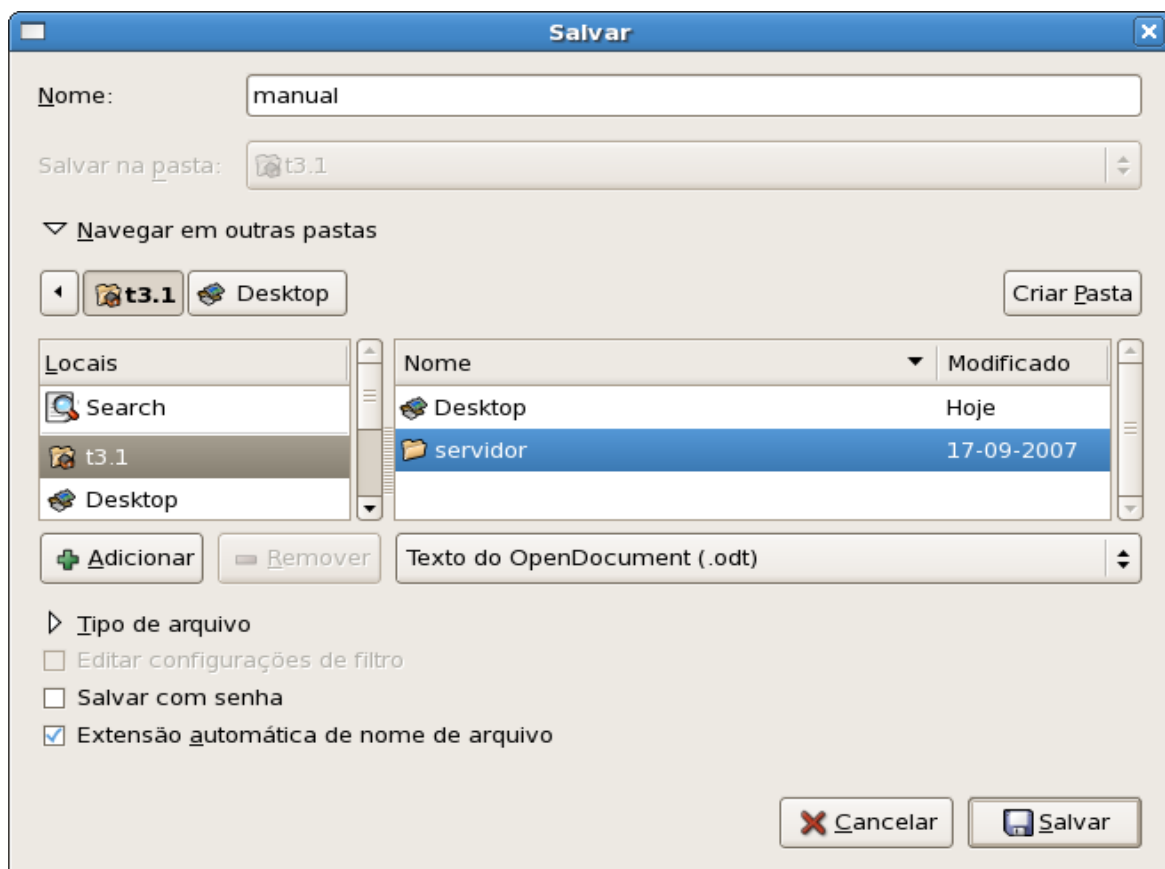 Salvar
Nome: manual
Salvar na pasta: t3.1
Navegar em outras pastas
t3.1 Desktop Criar Pasta
Locais Nome Modificado
Search Desktop Hoje
t3.1 servidor 17-09-2007
Desktop
Adicionar Remover Texto do OpenDocument (.odt)
Tipo de arquivo
Editar configurações de filtro
Salvar com senha
Extensão automática de nome de arquivo
Cancelar Salvar